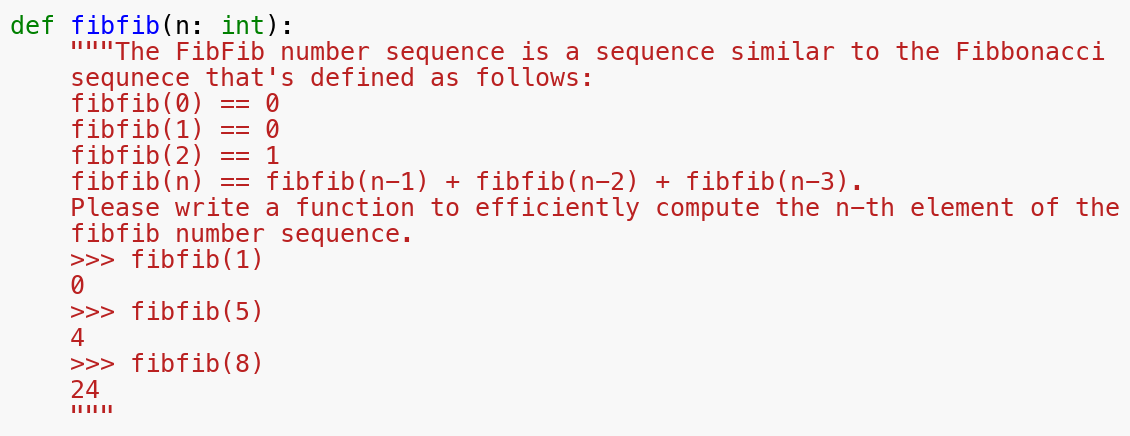 def fibfib(n: int):
    """The FibFib number sequence is a sequence similar to the Fibbonacci
    sequnece that's defined as follows:
    fibfib(0) == 0
    fibfib(1) == 0
    fibfib(2) == 1
    fibfib(n) == fibfib(n-1) + fibfib(n-2) + fibfib(n-3).
    Please write a function to efficiently compute the n-th element of the
    fibfib number sequence.
    >>> fibfib(1)
    0
    >>> fibfib(5)
    4
    >>> fibfib(8)
    24
    """